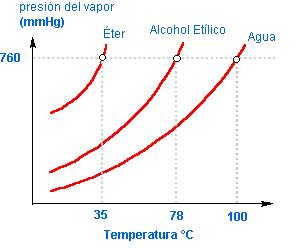 presión del vapor
(mmHg)
Éter
Alcohol Etílico
Agua
760
35
78
100
Temperatura °C